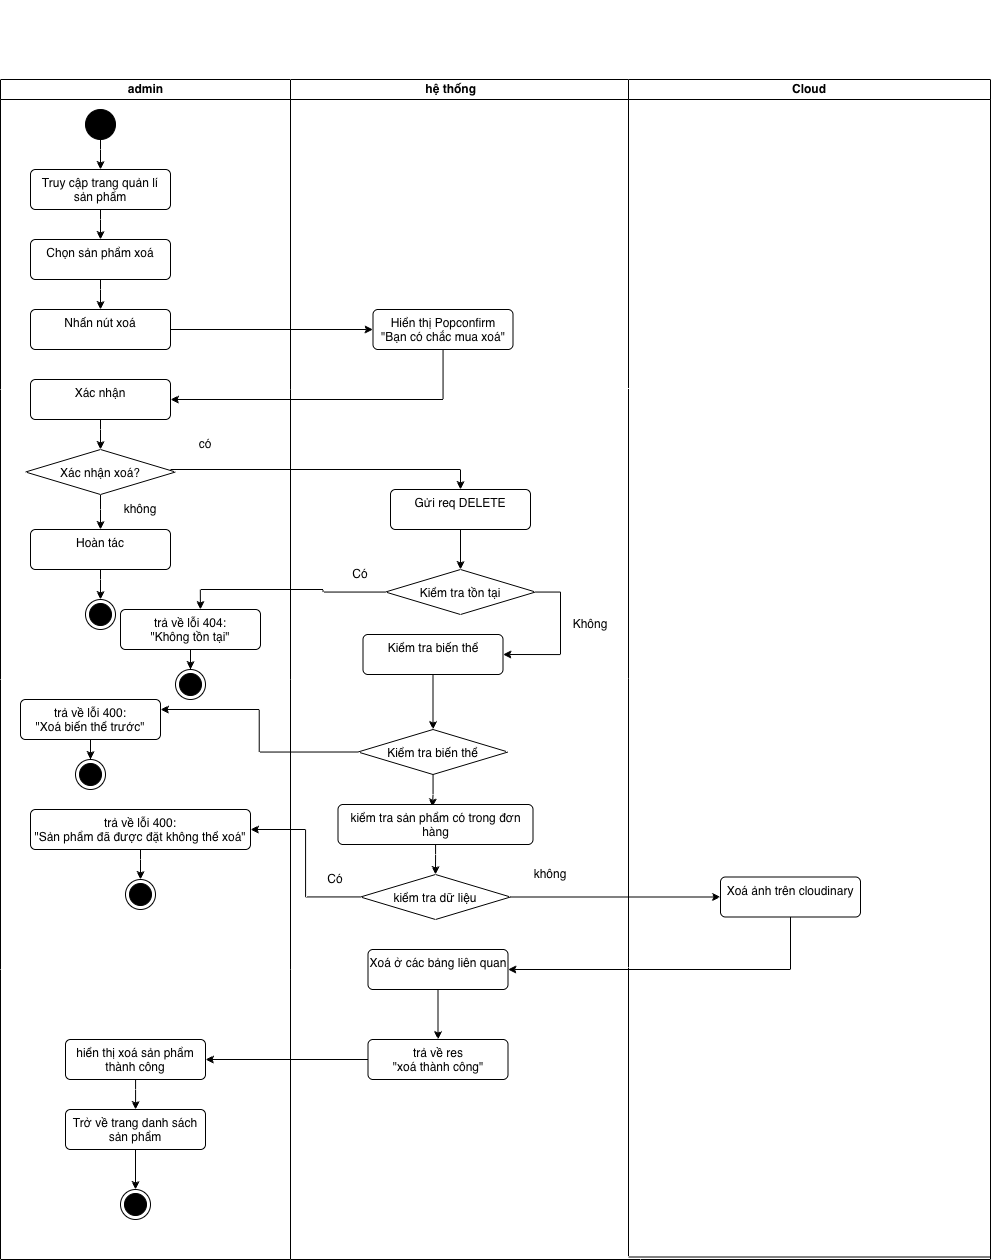 admin
hệ thống
Cloud
Truy cập trang quản lí
sản phẩm
Chọn sản phẩm xoá
Nhấn nút xoá
Hiển thị Popconfirm
"Bạn có chắc mua xoá"
Xác nhận
có
Xác nhận xoá?
không
Gửi req DELETE
Hoàn tác
Có
Kiểm tra tồn tại
Không
trả về lỗi 404:
"Không tồn tại"
Kiểm tra biến thể
trả về lỗi 400:
"Xoá biến thể trước"
Kiểm tra biến thể
trả về lỗi 400:
"Sản phẩm đã được đặt không thể xoá"
kiểm tra sản phẩm có trong đơn
hàng
Có
kiểm tra dữ liệu
không
Xoá ảnh trên cloudinary
Xoá ở các bảng liên quan
hiển thị xoá sản phẩm
thành công
trả về res
"xoá thành công"
Trở về trang danh sách
sản phẩm